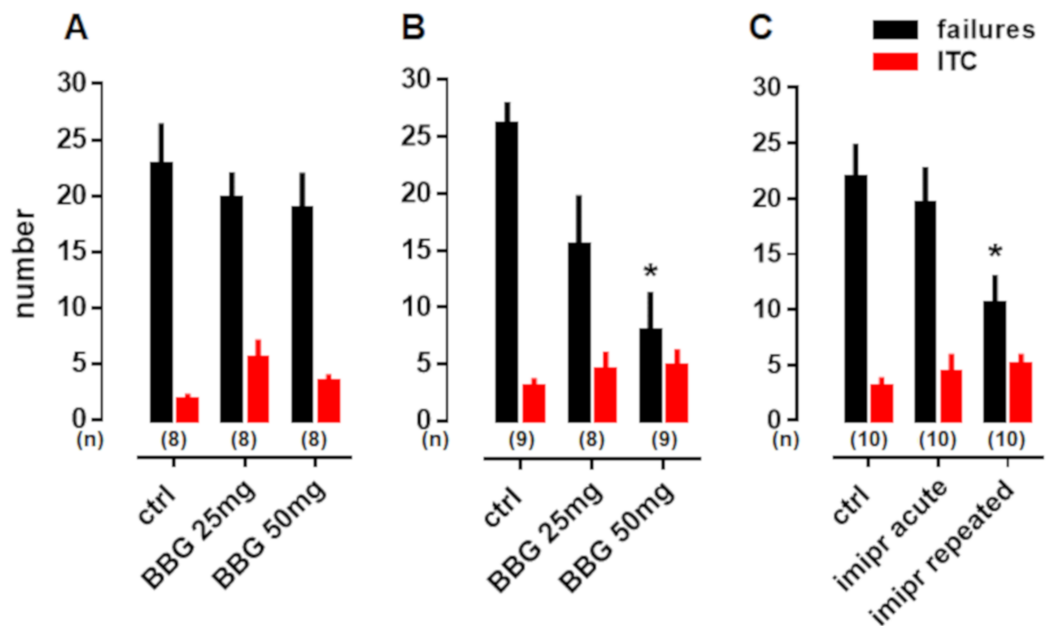 A
B
C
failures
ITC
number
30
25
20
15
10
5
0
(n)
(8)
(8)
(8)
ctrl
BBG 25mg
BBG 50mg
30
25
20
15
10
5
0
*
(n)
(9)
(8)
(9)
ctrl
BBG 25mg
BBG 50mg
30
25
20
15
10
5
0
*
(n)
(10)
(10)
(10)
ctrl
imipr acute
imipr repeated